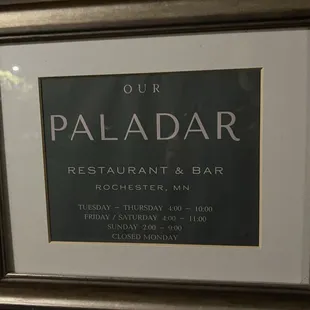 OUR
PALADAR
RESTAURANT & BAR
ROCHESTER, MN
TUESDAY – THURSDAY 4:00 – 10:00
FRIDAY / SATURDAY 4:00 – 11:00
SUNDAY 2:00 – 9:00
CLOSED MONDAY